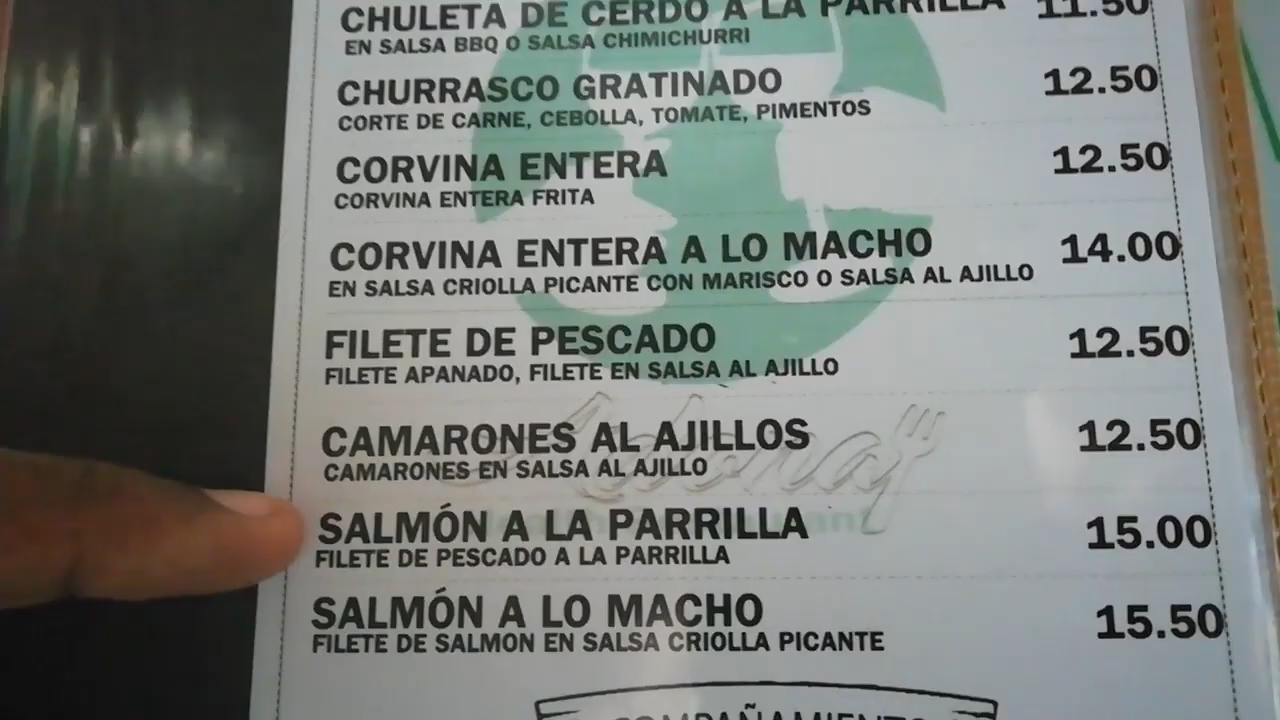 CHULETA DE CERDO A LA PARRILLA 11.50
EN SALSA BBQ O SALSA CHIMICHURRI
CHURRASCO GRATINADO 12.50
CORTE DE CARNE, CEBOLLA, TOMATE, PIMENTOS
CORVINA ENTERA 12.50
CORVINA ENTERA FRITA
CORVINA ENTERA A LO MACHO 14.00
EN SALSA CRIOLLA PICANTE CON MARISCO O SALSA AL AJILLO
FILETE DE PESCADO 12.50
FILETE APANADO, FILETE EN SALSA AL AJILLO
CAMARONES AL AJILLOS 12.50
CAMARONES EN SALSA AL AJILLO
SALMÓN A LA PARRILLA 15.00
FILETE DE PESCADO A LA PARRILLA
SALMÓN A LO MACHO 15.50
FILETE DE SALMON EN SALSA CRIOLLA PICANTE